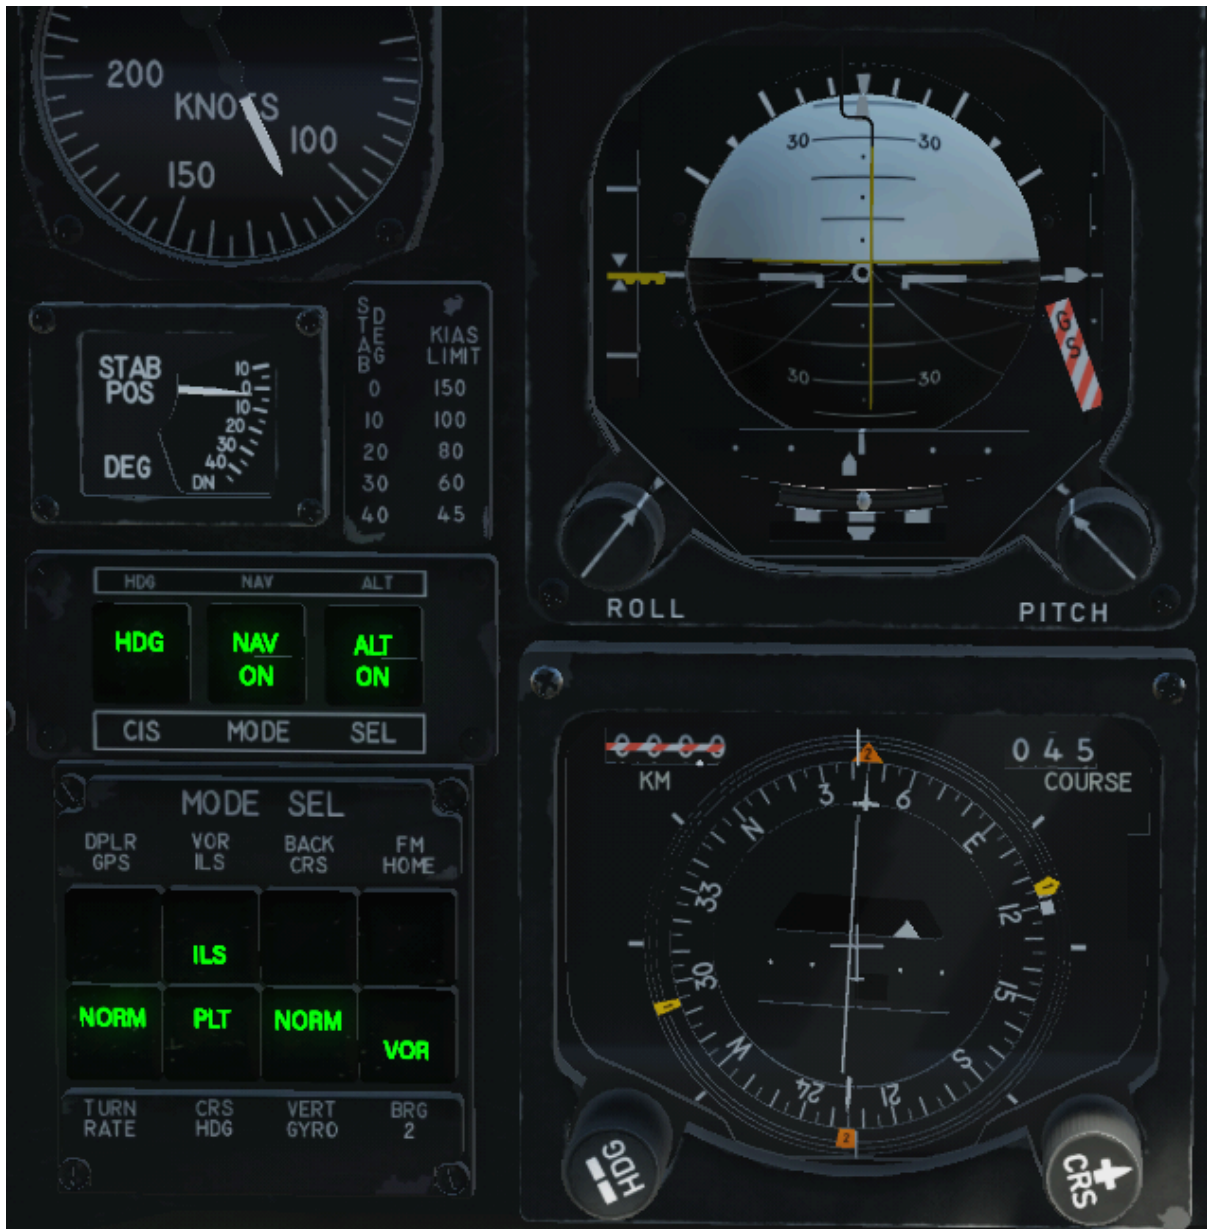 200
KNOTS
100
150
30 30
G
S
30 30
STAB
POS
DEG
10
0
10
20
30
40
DN
STAB DEG
KIAS
LIMIT
0 150
10 100
20 80
30 60
40 45
ROLL
PITCH
HDG NAV ALT
HDG
NAV
ON
ALT
ON
CIS MODE SEL
MODE SEL
DPLR
GPS
VOR
ILS
BACK
CRS
FM
HOME
ILS
NORM PLT NORM
VOR
TURN
RATE
CRS
HDG
VERT
GYRO
BRG
2
KM
0 4 5
COURSE
2
3
6
E
12
15
S
21
24
W
30
33
N
2
HDG
CRS